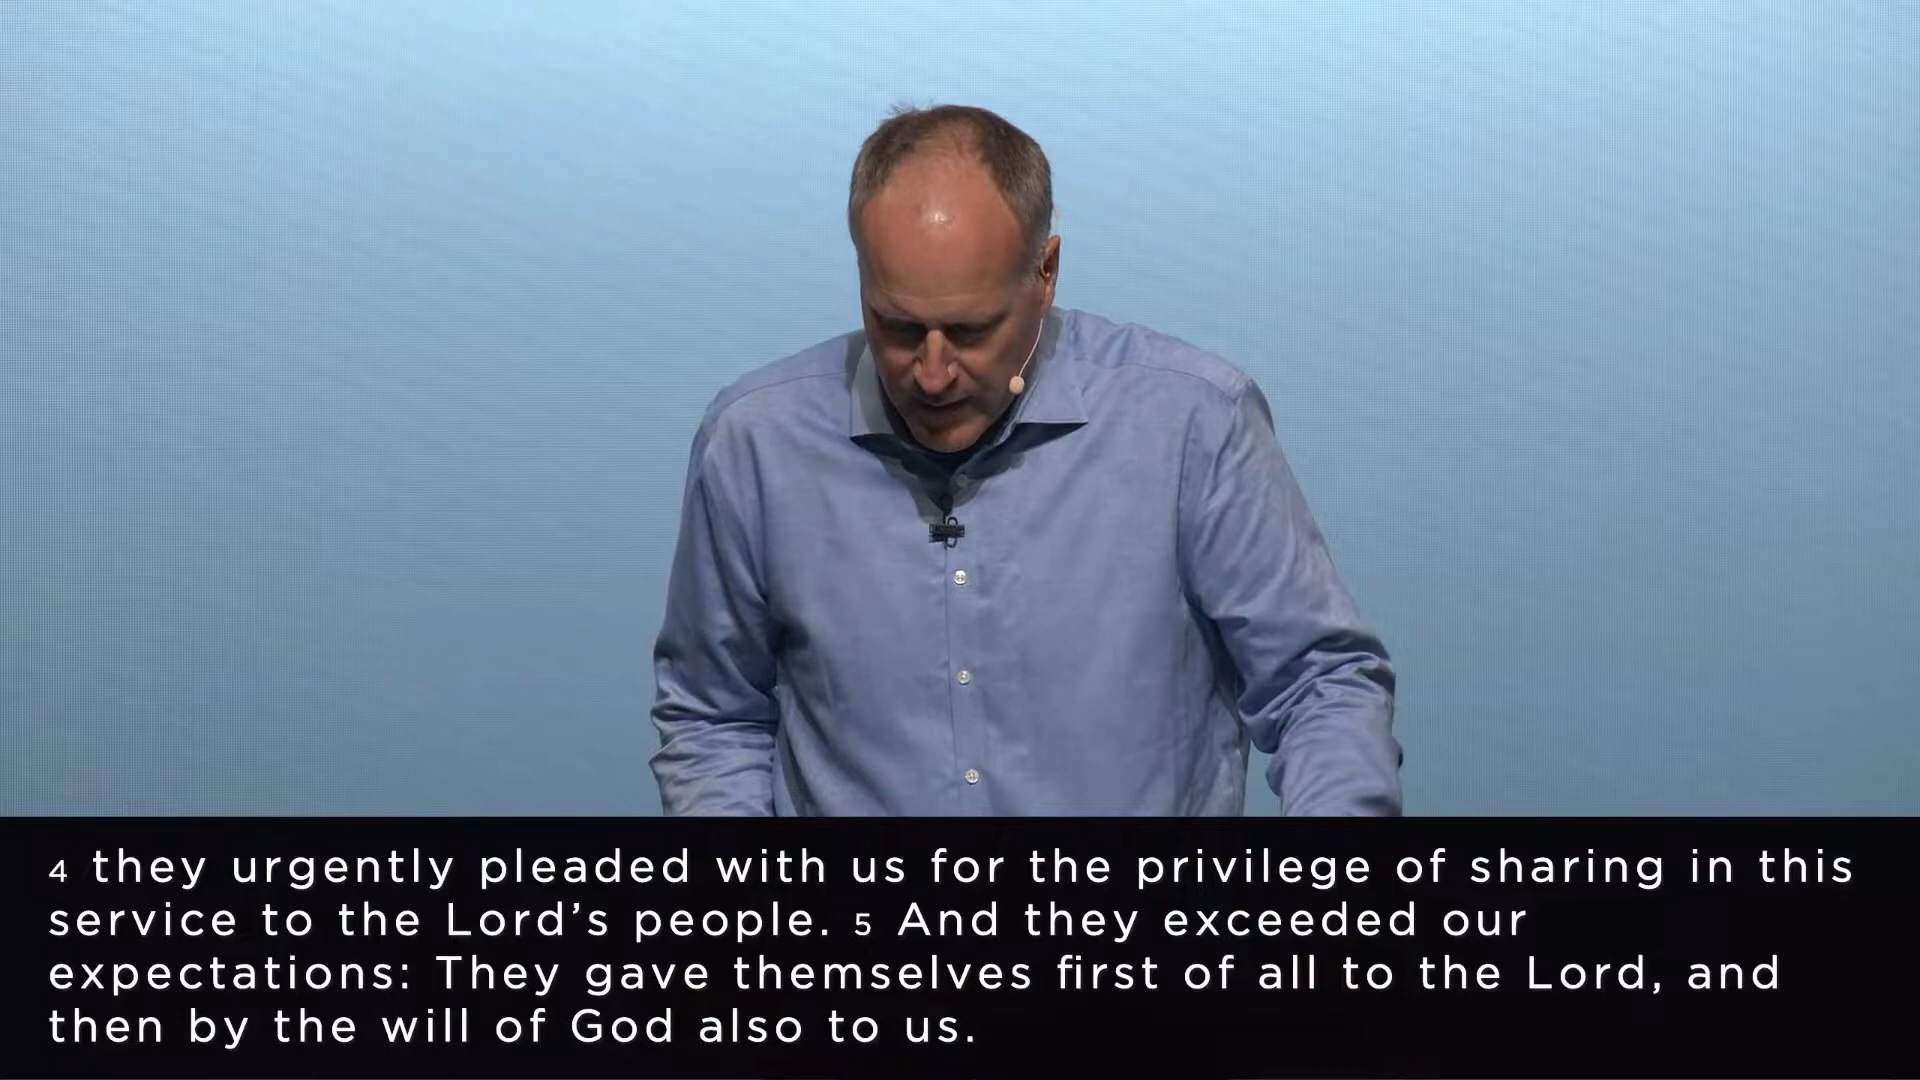 4 they urgently pleaded with us for the privilege of sharing in this
service to the Lord’s people. 5 And they exceeded our
expectations: They gave themselves first of all to the Lord, and
then by the will of God also to us.